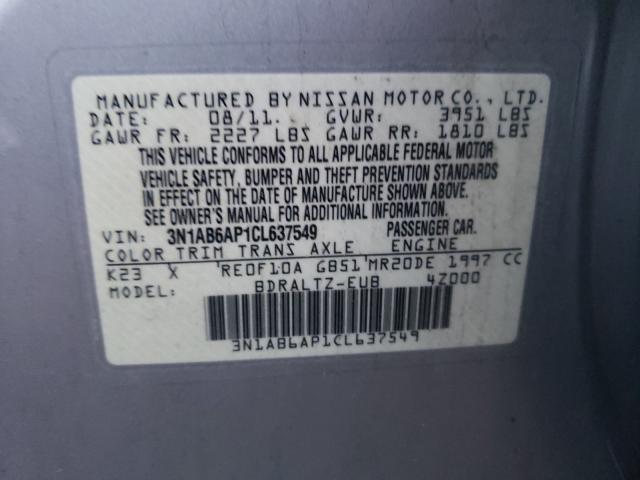 MANUFACTURED BY NISSAN MOTOR CO., LTD.
DATE: 08/11. GVWR: 3951 LBS
GAWR FR: 2227 LBS GAWR RR: 1810 LBS
THIS VEHICLE CONFORMS TO ALL APPLICABLE FEDERAL MOTOR
VEHICLE SAFETY, BUMPER AND THEFT PREVENTION STANDARDS
IN EFFECT ON THE DATE OF MANUFACTURE SHOWN ABOVE.
SEE OWNER'S MANUAL FOR ADDITIONAL INFORMATION.
VIN: 3N1AB6AP1CL637549 PASSENGER CAR.
COLOR TRIM TRANS AXLE ENGINE
K23 X RE0F10A GB51 MR20DE 1997 CC
MODEL: BDRALTZ-EUB 4Z000
3N1AB6AP1CL637549